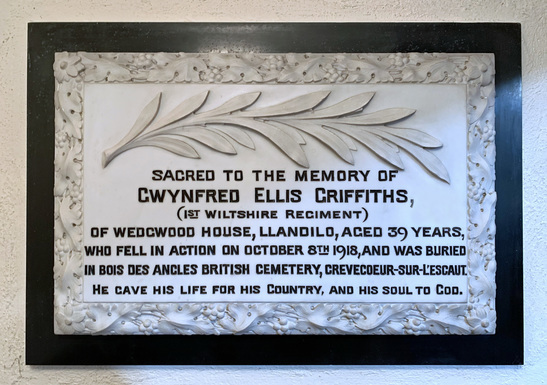 SACRED TO THE MEMORY OF
GWYNFRED ELLIS GRIFFITHS,
(1ST WILTSHIRE REGIMENT)
OF WEDGWOOD HOUSE, LLANDILO, AGED 39 YEARS,
WHO FELL IN ACTION ON OCTOBER 8TH 1918, AND WAS BURIED
IN BOIS DES ANGLES BRITISH CEMETERY, CREVECOEUR-SUR-L'ESCAUT.
HE GAVE HIS LIFE FOR HIS COUNTRY, AND HIS SOUL TO GOD.